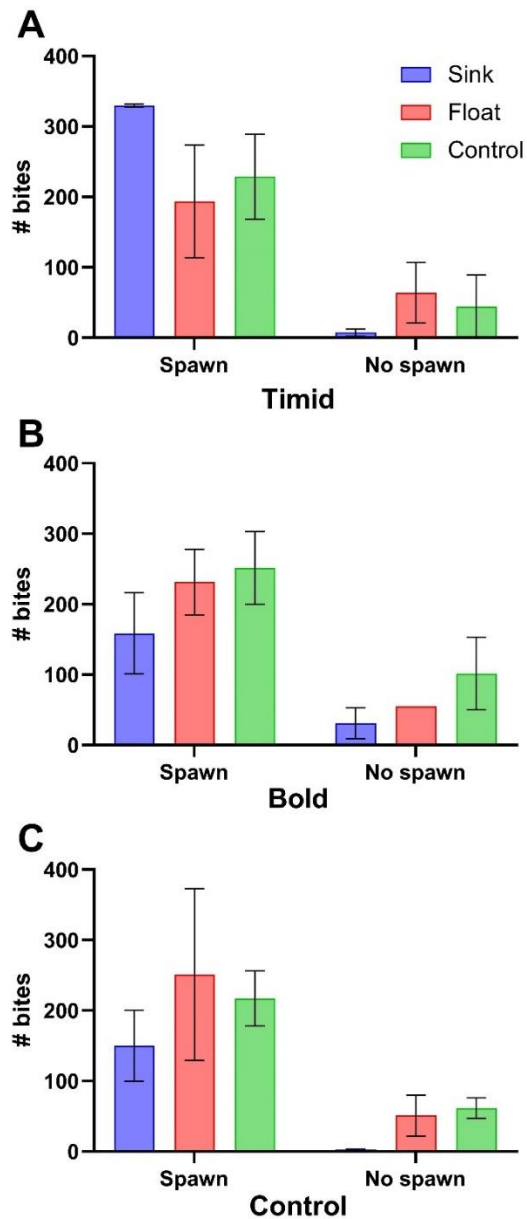 A
400
300
200
100
0
# bites
Sink
Float
Control
Spawn
No spawn
Timid
B
400
300
200
100
0
# bites
Spawn
No spawn
Bold
C
400
300
200
100
0
# bites
Spawn
No spawn
Control